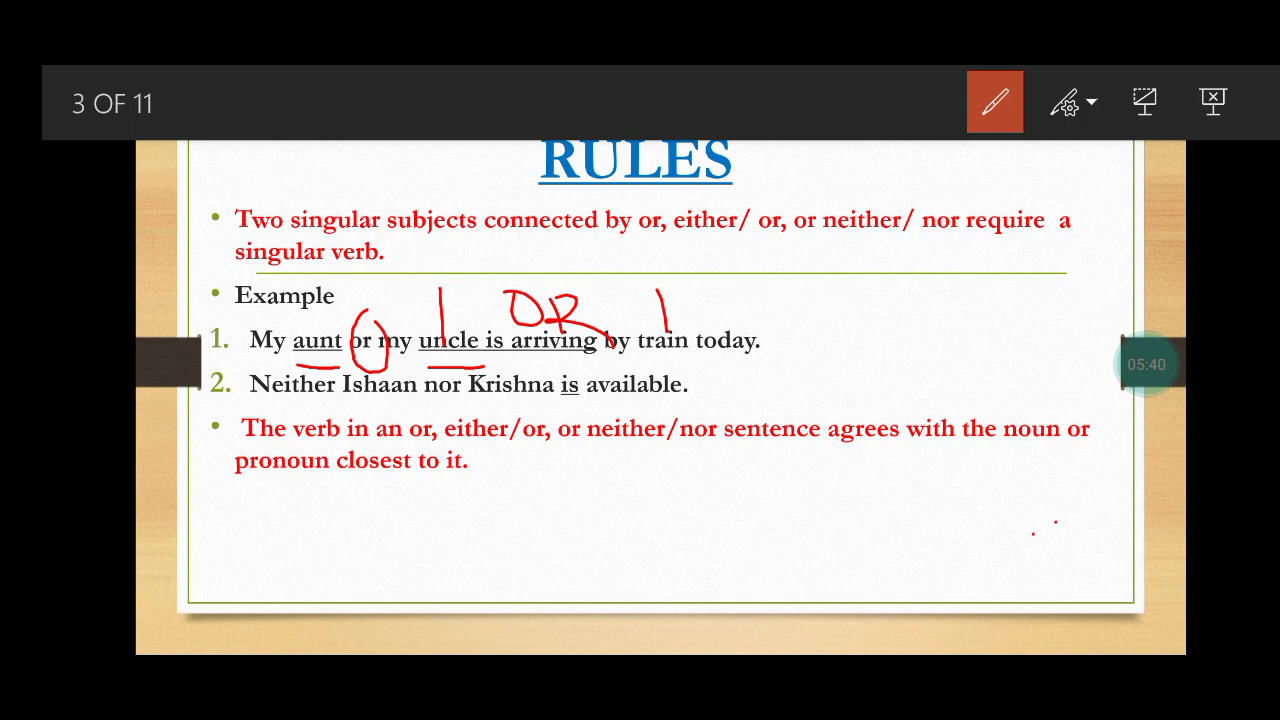 3 OF 11
RULES
• Two singular subjects connected by or, either/ or, or neither/ nor require a
singular verb.
• Example
1 OR 1
1. My aunt or my uncle is arriving by train today.
05:40
2. Neither Ishaan nor Krishna is available.
• The verb in an or, either/or, or neither/nor sentence agrees with the noun or
pronoun closest to it.